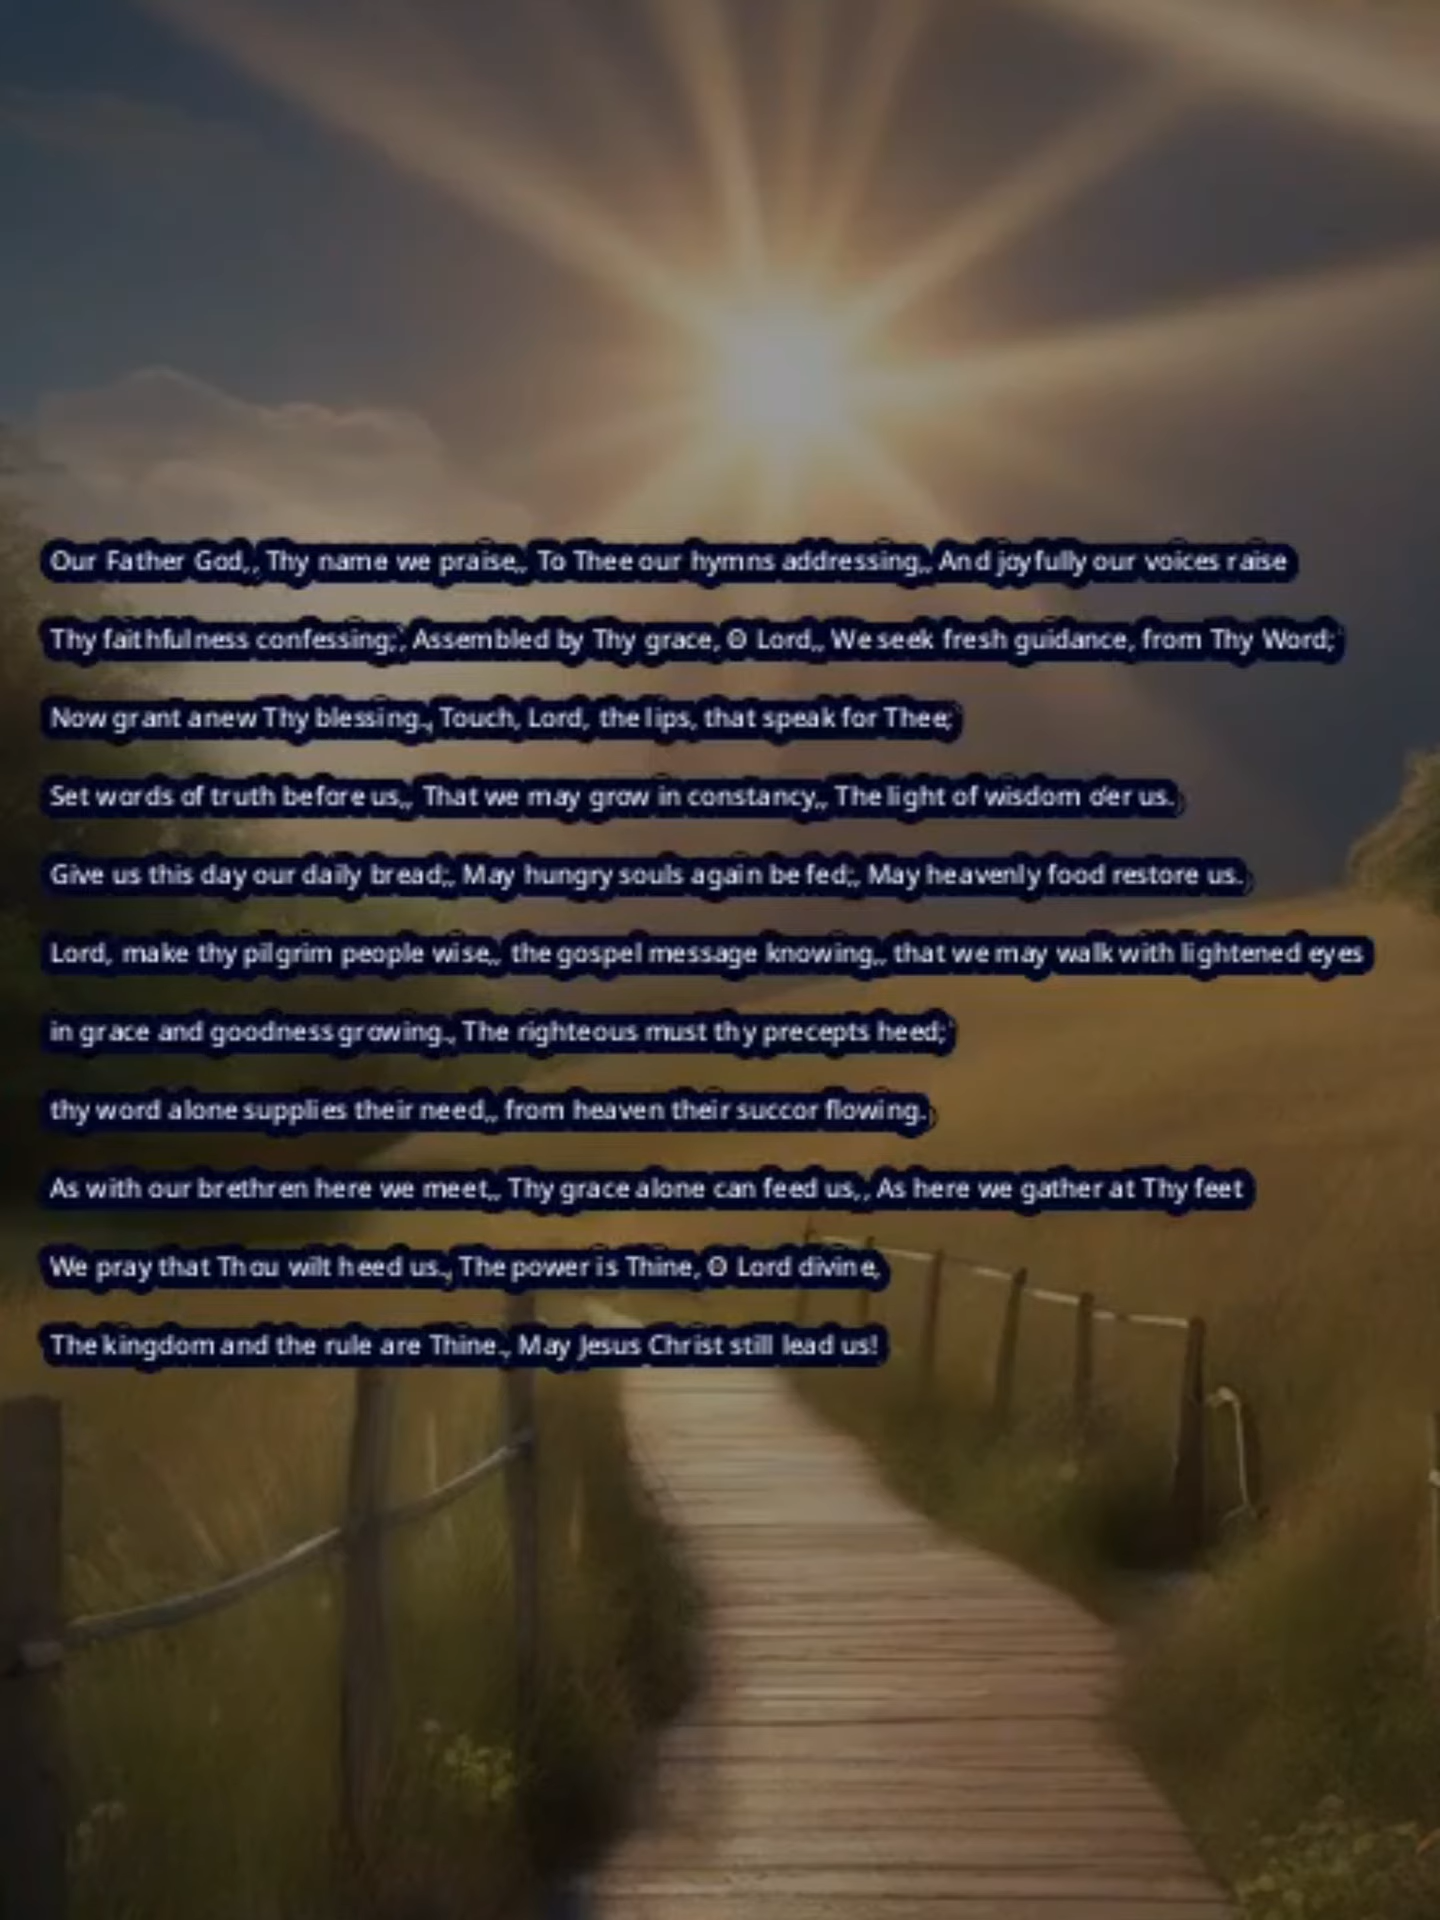 Our Father God,, Thy name we praise,, To Thee our hymns addressing,, And joyfully our voices raise
Thy faithfulness confessing;, Assembled by Thy grace, O Lord,, We seek fresh guidance, from Thy Word;
Now grant anew Thy blessing., Touch, Lord, the lips, that speak for Thee;
Set words of truth before us,, That we may grow in constancy,, The light of wisdom o'er us.
Give us this day our daily bread;, May hungry souls again be fed;, May heavenly food restore us.
Lord, make thy pilgrim people wise,, the gospel message knowing,, that we may walk with lightened eyes
in grace and goodness growing., The righteous must thy precepts heed;
thy word alone supplies their need,, from heaven their succor flowing.
As with our brethren here we meet,, Thy grace alone can feed us,, As here we gather at Thy feet
We pray that Thou wilt heed us., The power is Thine, O Lord divine,
The kingdom and the rule are Thine., May Jesus Christ still lead us!